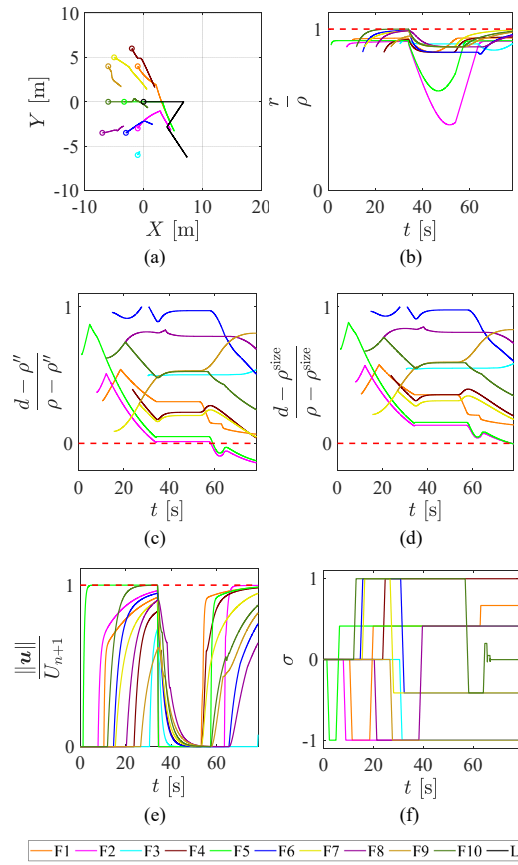 10
5
0
-5
-10
Y [m]
-10
0
10
20
X [m]
(a)
1
0
r
ρ
0
20
40
60
t [s]
(b)
1
0
d − ρ″
ρ − ρ″
0
20
40
60
t [s]
(c)
1
0
d − ρ^size
ρ − ρ^size
0
20
40
60
t [s]
(d)
1
0
||u||
U_{n+1}
0
20
40
60
t [s]
(e)
1
0
-1
σ
0
20
40
60
t [s]
(f)
F1 F2 F3 F4 F5 F6 F7 F8 F9 F10 L